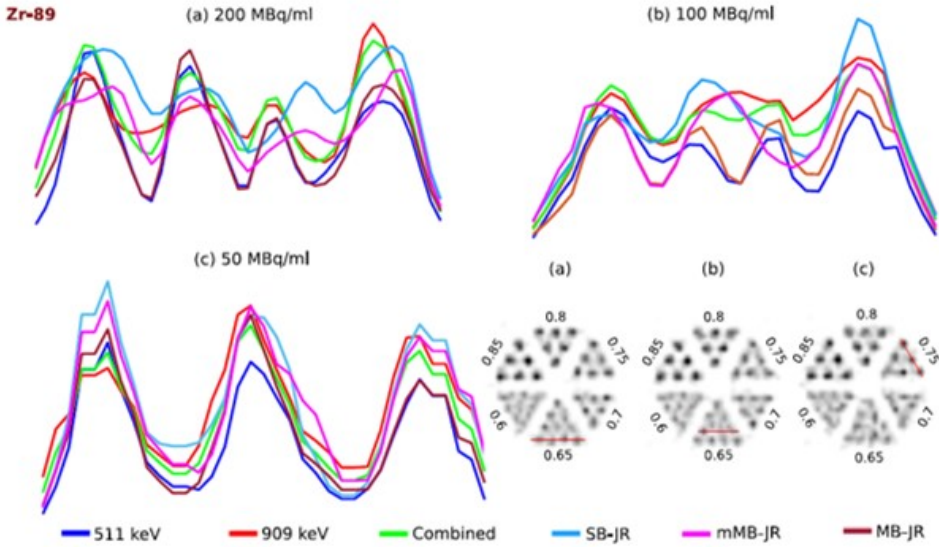 Zr-89
(a) 200 MBq/ml
(b) 100 MBq/ml
(c) 50 MBq/ml
(a)
(b)
(c)
0.8
0.85
0.75
0.6
0.7
0.65
0.8
0.85
0.75
0.6
0.7
0.65
0.8
0.85
0.75
0.6
0.7
0.65
511 keV
909 keV
Combined
SB-JR
mMB-JR
MB-JR